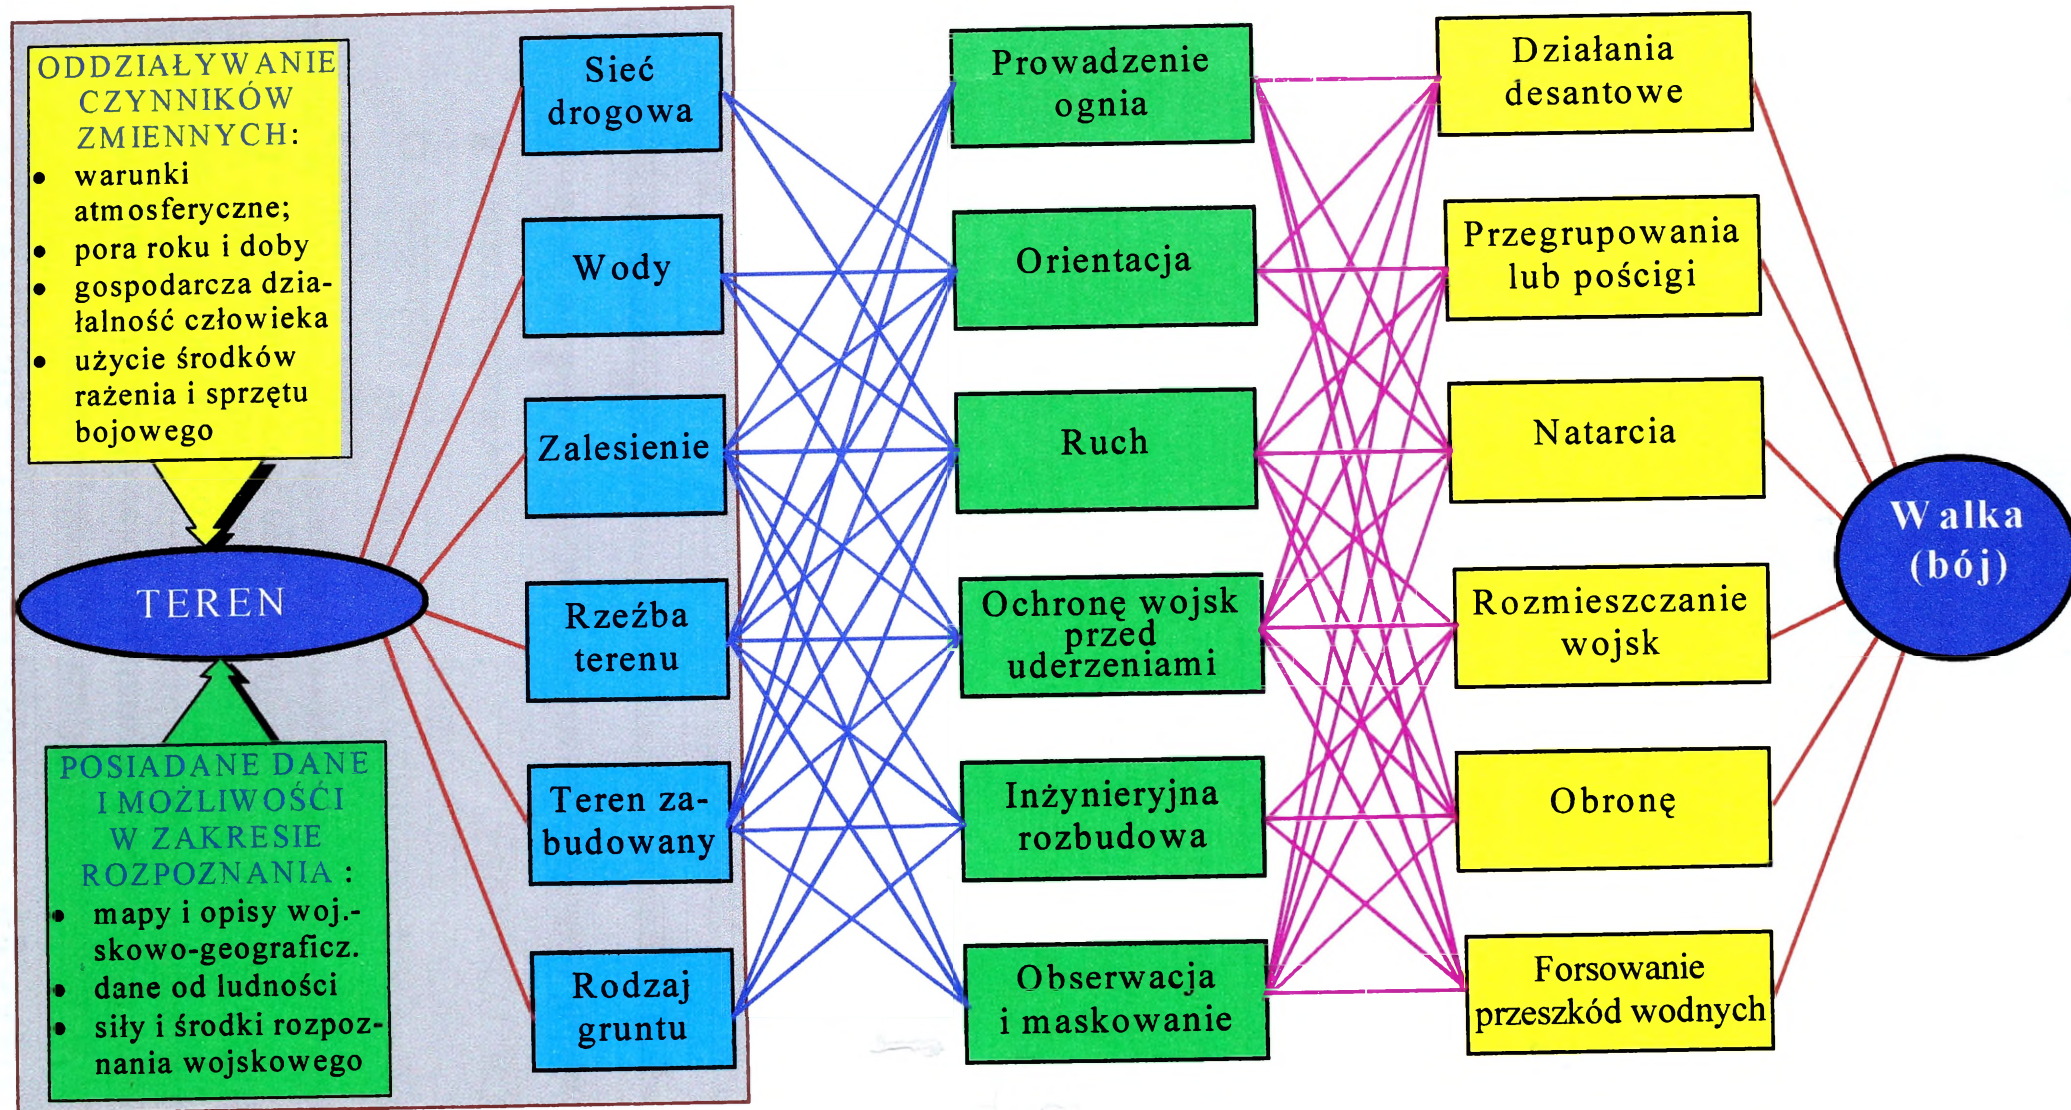 ODDZIAŁYWANIE
CZYNNIKÓW
ZMIENNYCH:
• warunki
atmosferyczne;
• pora roku i doby
• gospodarcza dzia-
łalność człowieka
• użycie środków
rażenia i sprzętu
bojowego
TEREN
POSIADANE DANE
I MOŻLIWOŚĆI
W ZAKRESIE
ROZPOZNANIA :
• mapy i opisy woj.-
skowo-geograficz.
• dane od ludności
• siły i środki rozpoz-
nania wojskowego
Sieć
drogowa
Wody
Zalesienie
Rzeźba
terenu
Teren za-
budowany
Rodzaj
gruntu
Prowadzenie
ognia
Orientacja
Ruch
Ochronę wojsk
przed
uderzeniami
Inżynieryjna
rozbudowa
Obserwacja
i maskowanie
Działania
desantowe
Przegrupowania
lub pościgi
Natarcia
Rozmieszczanie
wojsk
Obronę
Forsowanie
przeszkód wodnych
Walka
(bój)